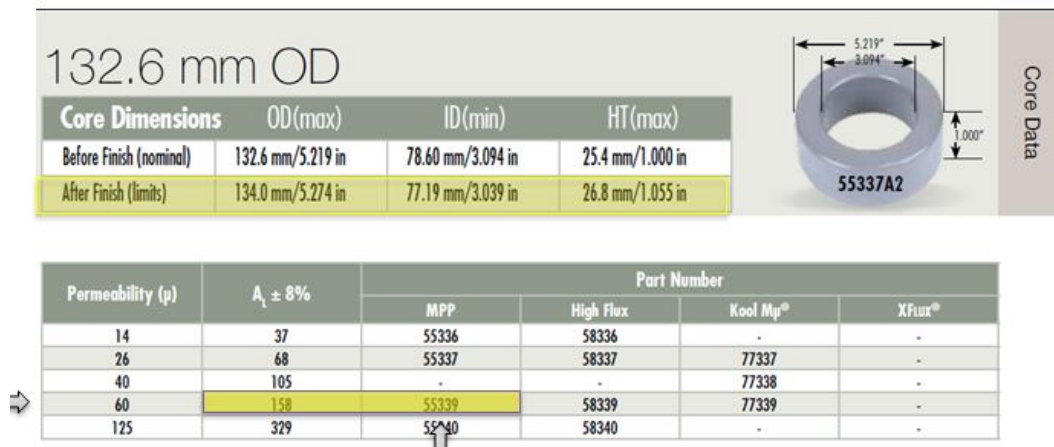 132.6 mm OD
Core Dimensions OD(max) ID(min) HT(max)
Before Finish (nominal) 132.6 mm/5.219 in 78.60 mm/3.094 in 25.4 mm/1.000 in
After Finish (limits) 134.0 mm/5.274 in 77.19 mm/3.039 in 26.8 mm/1.055 in
5.219"
3.094"
1.000"
55337A2
Core Data
Permeability (µ) A_L ± 8% Part Number
MPP High Flux Kool Mµ® XFLUX®
14 37 55336 58336 - -
26 68 55337 58337 77337 -
40 105 - - 77338 -
60 158 55339 58339 77339 -
125 329 58340 - -